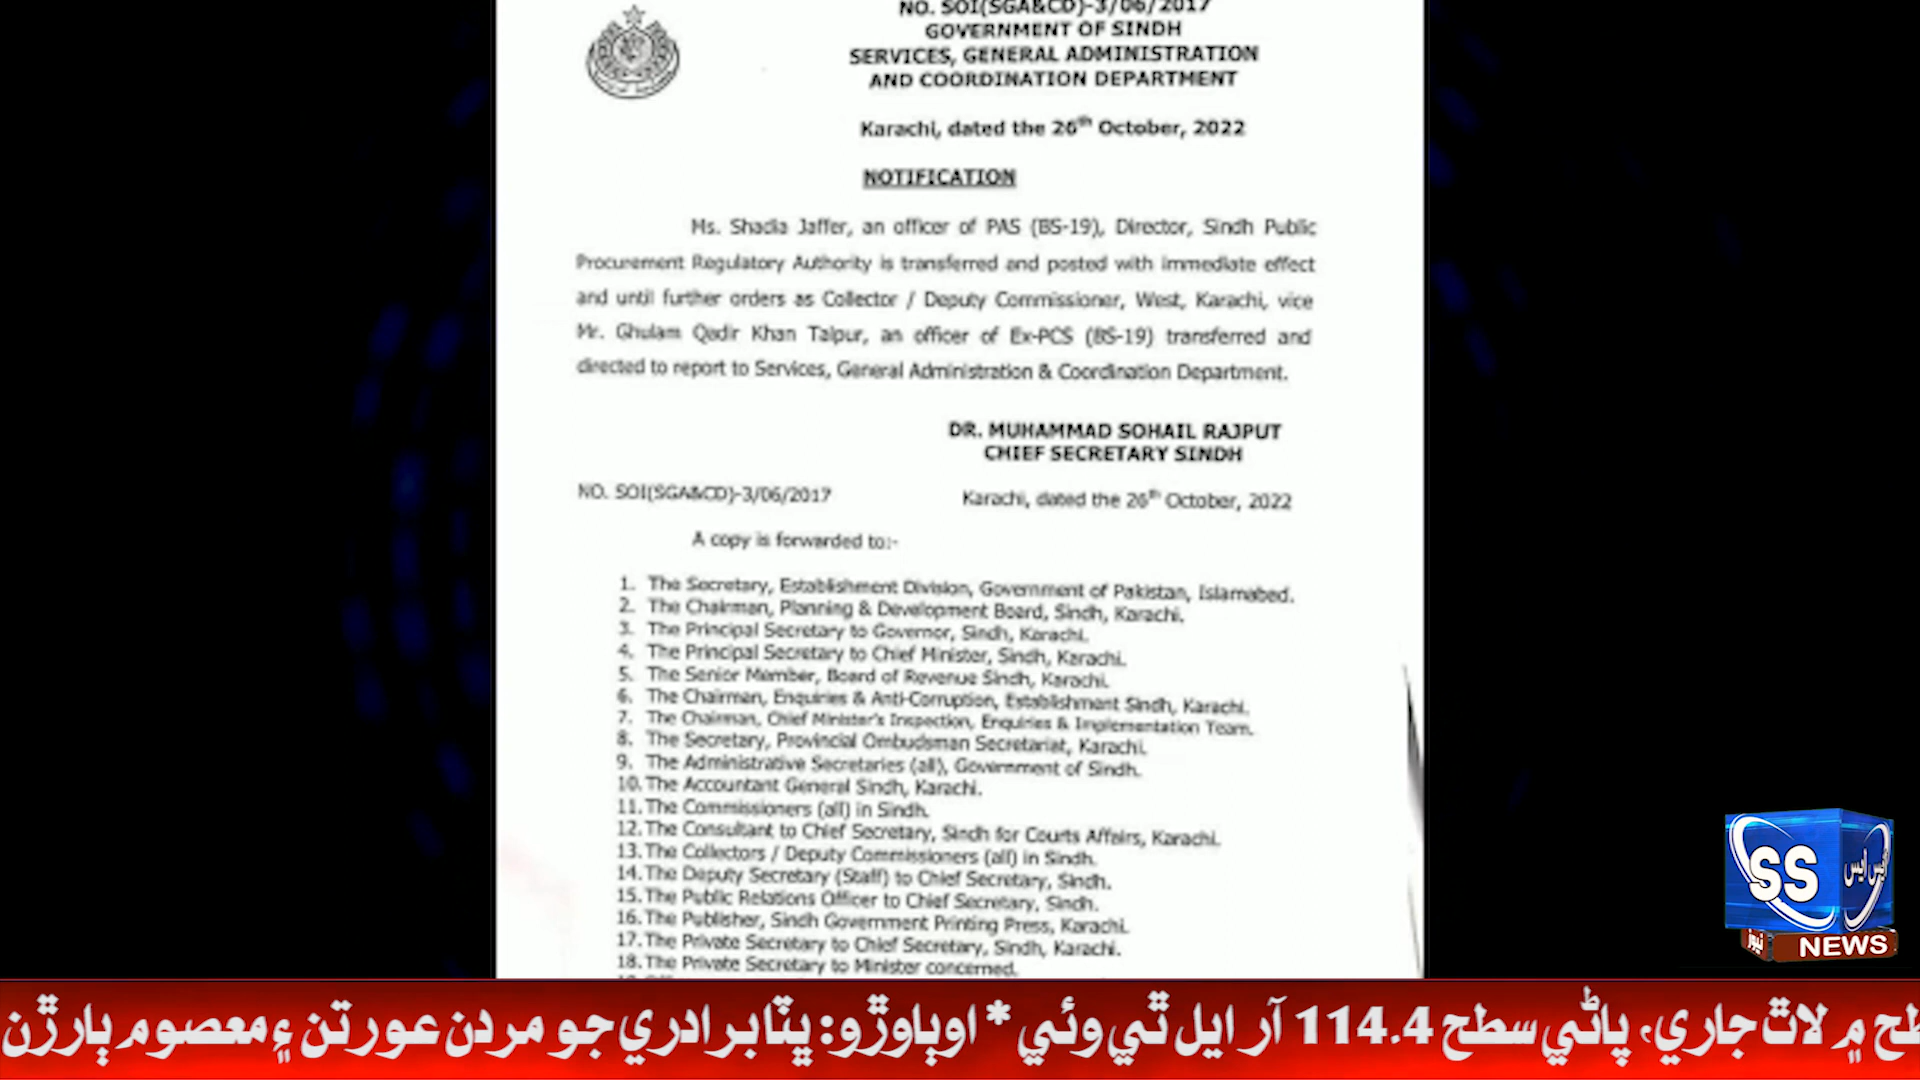 NO. SOI(SGA&CD)-3/06/2017
GOVERNMENT OF SINDH
SERVICES, GENERAL ADMINISTRATION
AND COORDINATION DEPARTMENT
Karachi, dated the 26th October, 2022
NOTIFICATION
Ms. Shadia Jaffer, an officer of PAS (BS-19), Director, Sindh Public
Procurement Regulatory Authority is transferred and posted with immediate effect
and until further orders as Collector / Deputy Commissioner, West, Karachi, vice
Mr. Ghulam Qadir Khan Talpur, an officer of Ex-PCS (BS-19) transferred and
directed to report to Services, General Administration & Coordination Department.
DR. MUHAMMAD SOHAIL RAJPUT
CHIEF SECRETARY SINDH
NO. SOI(SGA&CD)-3/06/2017 Karachi, dated the 26th October, 2022
A copy is forwarded to:-
1. The Secretary, Establishment Division, Government of Pakistan, Islamabad.
2. The Chairman, Planning & Development Board, Sindh, Karachi.
3. The Principal Secretary to Governor, Sindh, Karachi.
4. The Principal Secretary to Chief Minister, Sindh, Karachi.
5. The Senior Member, Board of Revenue Sindh, Karachi.
6. The Chairman, Enquiries & Anti-Corruption, Establishment Sindh, Karachi.
7. The Chairman, Chief Minister's Inspection, Enquiries & Implementation Team.
8. The Secretary, Provincial Ombudsman Secretariat, Karachi.
9. The Administrative Secretaries (all), Government of Sindh.
10. The Accountant General Sindh, Karachi.
11. The Commissioners (all) in Sindh.
12. The Consultant to Chief Secretary, Sindh for Courts Affairs, Karachi.
13. The Collectors / Deputy Commissioners (all) in Sindh.
14. The Deputy Secretary (Staff) to Chief Secretary, Sindh.
15. The Public Relations Officer to Chief Secretary, Sindh.
16. The Publisher, Sindh Government Printing Press, Karachi.
17. The Private Secretary to Chief Secretary, Sindh, Karachi.
18. The Private Secretary to Minister concerned.
SS ايس ايس
نيوز NEWS
۾ لاٿ جاري، پاڻي سطح 114.4 آر ايل ٿي وئي * اوٻاوڙو: ڀٽا برادري جو مردن عورتن ۽ معصوم ٻارڙن